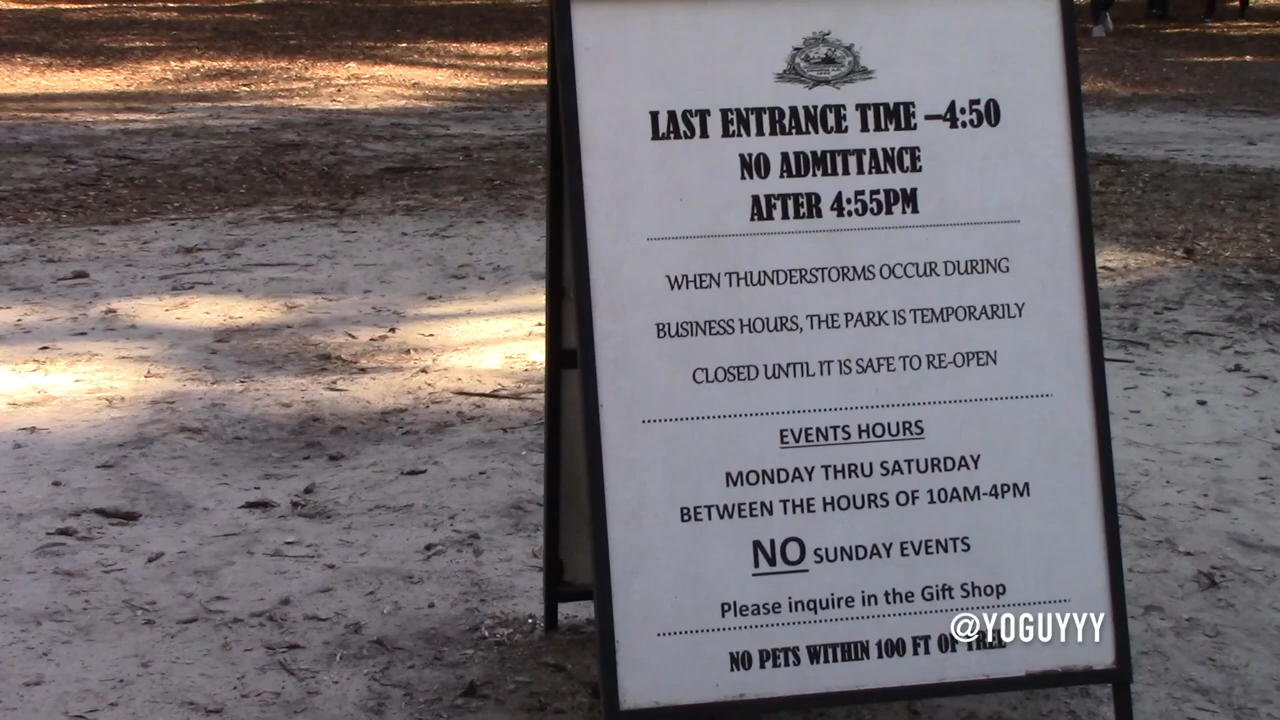 LAST ENTRANCE TIME –4:50
NO ADMITTANCE
AFTER 4:55PM
WHEN THUNDERSTORMS OCCUR DURING
BUSINESS HOURS, THE PARK IS TEMPORARILY
CLOSED UNTIL IT IS SAFE TO RE-OPEN
EVENTS HOURS
MONDAY THRU SATURDAY
BETWEEN THE HOURS OF 10AM-4PM
NO SUNDAY EVENTS
Please inquire in the Gift Shop
@YOGUYYY
NO PETS WITHIN 100 FT OF TREE